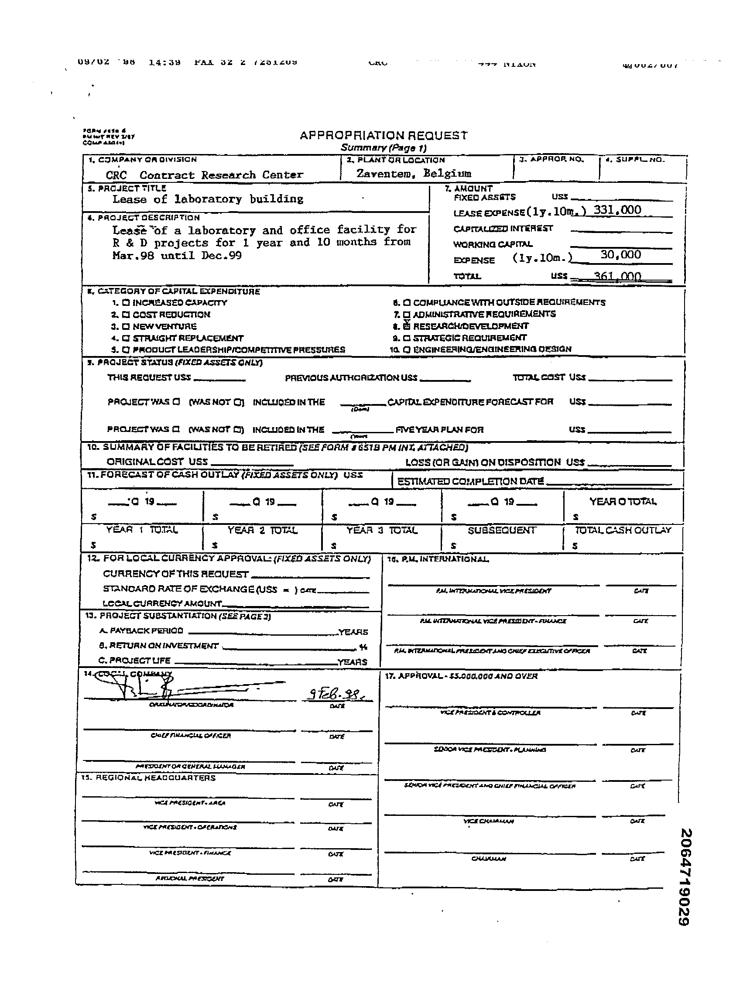 09/02 '98 14:39 FAX 32 2 7251209 CRC NIXON
FORM #656 6
PM INT REV 2/87
APPROPRIATION REQUEST
Summary (Page 1)
1. COMPANY OR DIVISION 2. PLANT OR LOCATION 3. APPROP. NO. 4. SUPPL. NO.
CRC Contract Research Center Zaventem, Belgium
5. PROJECT TITLE
Lease of laboratory building
6. PROJECT DESCRIPTION
Lease of a laboratory and office facility for
R & D projects for 1 year and 10 months from
Mar.98 until Dec.99
7. AMOUNT
FIXED ASSETS US$
LEASE EXPENSE (1y.10m.) 331,000
CAPITALIZED INTEREST
WORKING CAPITAL
EXPENSE (1y.10m.) 30,000
TOTAL US$ 361,000
8. CATEGORY OF CAPITAL EXPENDITURE
1. ☐ INCREASED CAPACITY 6. ☐ COMPLIANCE WITH OUTSIDE REQUIREMENTS
2. ☐ COST REDUCTION 7. ☐ ADMINISTRATIVE REQUIREMENTS
3. ☐ NEW VENTURE 8. ☒ RESEARCH/DEVELOPMENT
4. ☐ STRAIGHT REPLACEMENT 9. ☐ STRATEGIC REQUIREMENT
5. ☐ PRODUCT LEADERSHIP/COMPETITIVE PRESSURES 10. ☐ ENGINEERING/ENGINEERING DESIGN
9. PROJECT STATUS (FIXED ASSETS ONLY)
THIS REQUEST US$ PREVIOUS AUTHORIZATION US$ TOTAL COST US$
PROJECT WAS ☐ (WAS NOT ☐) INCLUDED IN THE (Date) CAPITAL EXPENDITURE FORECAST FOR US$
PROJECT WAS ☐ (WAS NOT ☐) INCLUDED IN THE FIVE YEAR PLAN FOR US$
10. SUMMARY OF FACILITIES TO BE RETIRED (SEE FORM #651B PM INT. ATTACHED)
ORIGINAL COST US$ LOSS (OR GAIN) ON DISPOSITION US$
11. FORECAST OF CASH OUTLAY (FIXED ASSETS ONLY) US$ ESTIMATED COMPLETION DATE
Q 19 Q 19 Q 19 Q 19 YEAR 0 TOTAL
$ $ $ $ $
YEAR 1 TOTAL YEAR 2 TOTAL YEAR 3 TOTAL SUBSEQUENT TOTAL CASH OUTLAY
$ $ $ $ $
12. FOR LOCAL CURRENCY APPROVAL: (FIXED ASSETS ONLY)
CURRENCY OF THIS REQUEST
STANDARD RATE OF EXCHANGE (US$ = ) DATE
LOCAL CURRENCY AMOUNT
13. PROJECT SUBSTANTIATION (SEE PAGE 2)
A. PAYBACK PERIOD YEARS
B. RETURN ON INVESTMENT %
C. PROJECT LIFE YEARS
14. LOCAL COMPANY
9 Feb. 98.
ORIGINATOR/COORDINATOR DATE
CHIEF FINANCIAL OFFICER DATE
PRESIDENT OR GENERAL MANAGER DATE
15. REGIONAL HEADQUARTERS
VICE PRESIDENT - AREA DATE
VICE PRESIDENT - OPERATIONS DATE
VICE PRESIDENT - FINANCE DATE
REGIONAL PRESIDENT DATE
16. P.M. INTERNATIONAL
P.M. INTERNATIONAL VICE PRESIDENT DATE
P.M. INTERNATIONAL VICE PRESIDENT - FINANCE DATE
P.M. INTERNATIONAL PRESIDENT AND CHIEF EXECUTIVE OFFICER DATE
17. APPROVAL - $5,000,000 AND OVER
VICE PRESIDENT & CONTROLLER DATE
SENIOR VICE PRESIDENT - PLANNING DATE
SENIOR VICE PRESIDENT AND CHIEF FINANCIAL OFFICER DATE
VICE CHAIRMAN DATE
CHAIRMAN DATE
2064719029